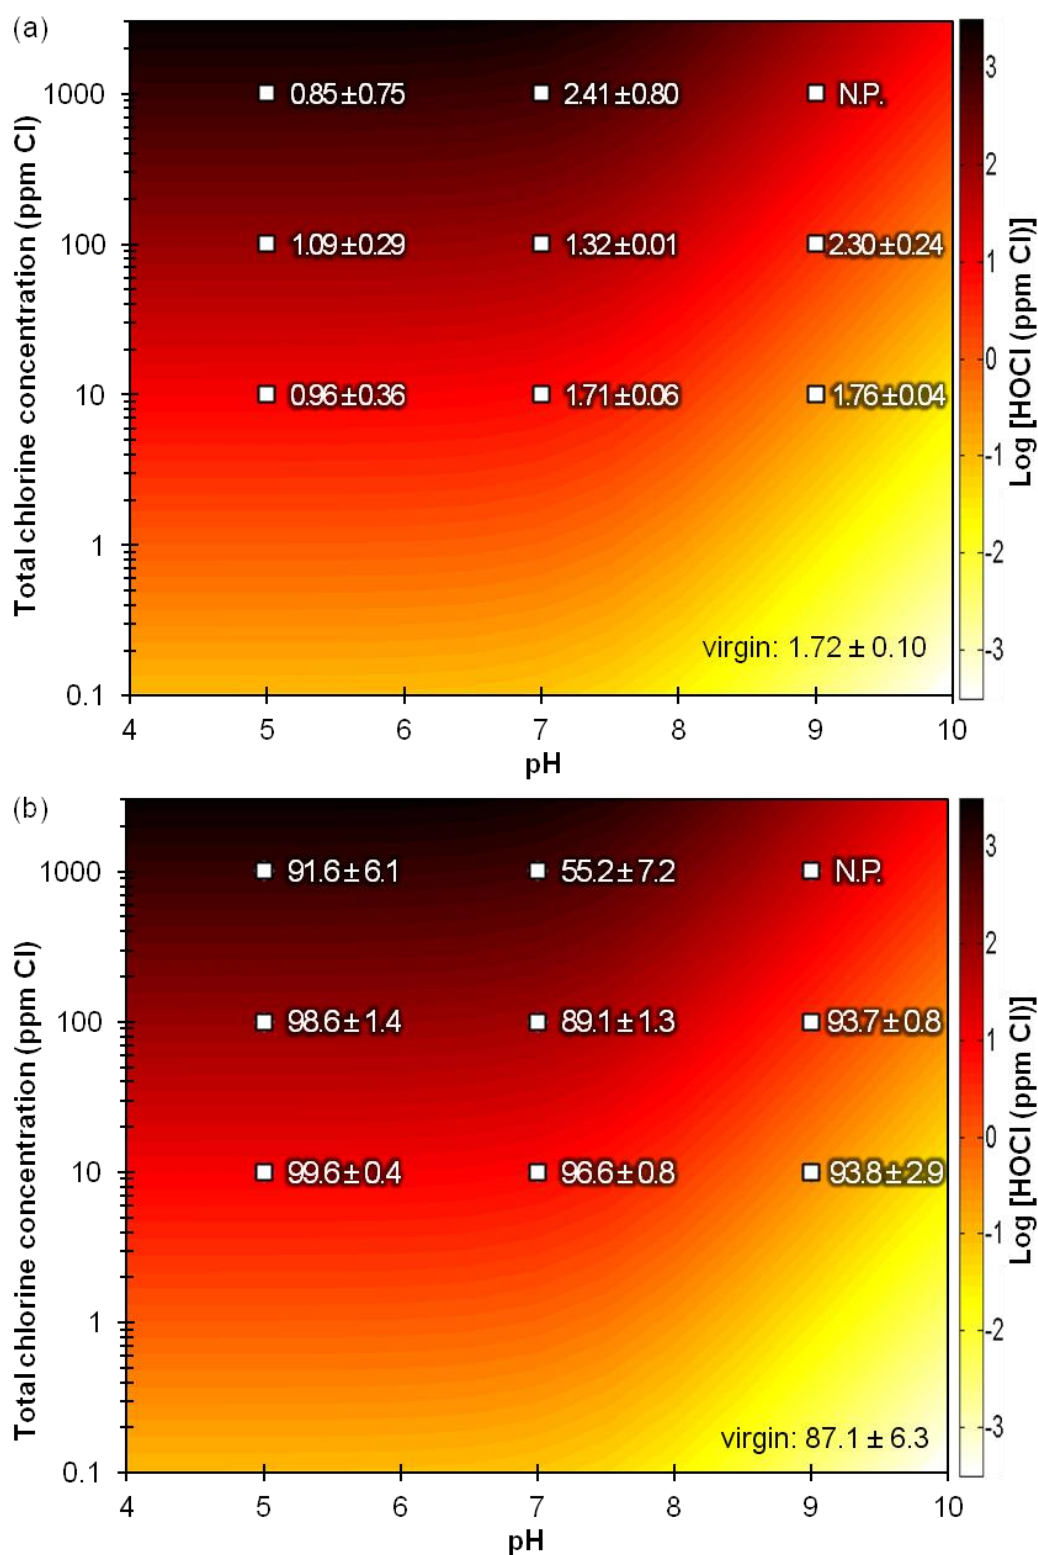 (a)
Total chlorine concentration (ppm Cl)
1000
100
10
1
0.1
0.85±0.75
2.41±0.80
N.P.
1.09±0.29
1.32±0.01
2.30±0.24
0.96±0.36
1.71±0.06
1.76±0.04
virgin: 1.72 ± 0.10
4 5 6 7 8 9 10
pH
3
2
1
0
-1
-2
-3
Log [HOCl (ppm Cl)]
(b)
Total chlorine concentration (ppm Cl)
1000
100
10
1
0.1
91.6±6.1
55.2±7.2
N.P.
98.6±1.4
89.1±1.3
93.7±0.8
99.6±0.4
96.6±0.8
93.8±2.9
virgin: 87.1 ± 6.3
4 5 6 7 8 9 10
pH
3
2
1
0
-1
-2
-3
Log [HOCl (ppm Cl)]